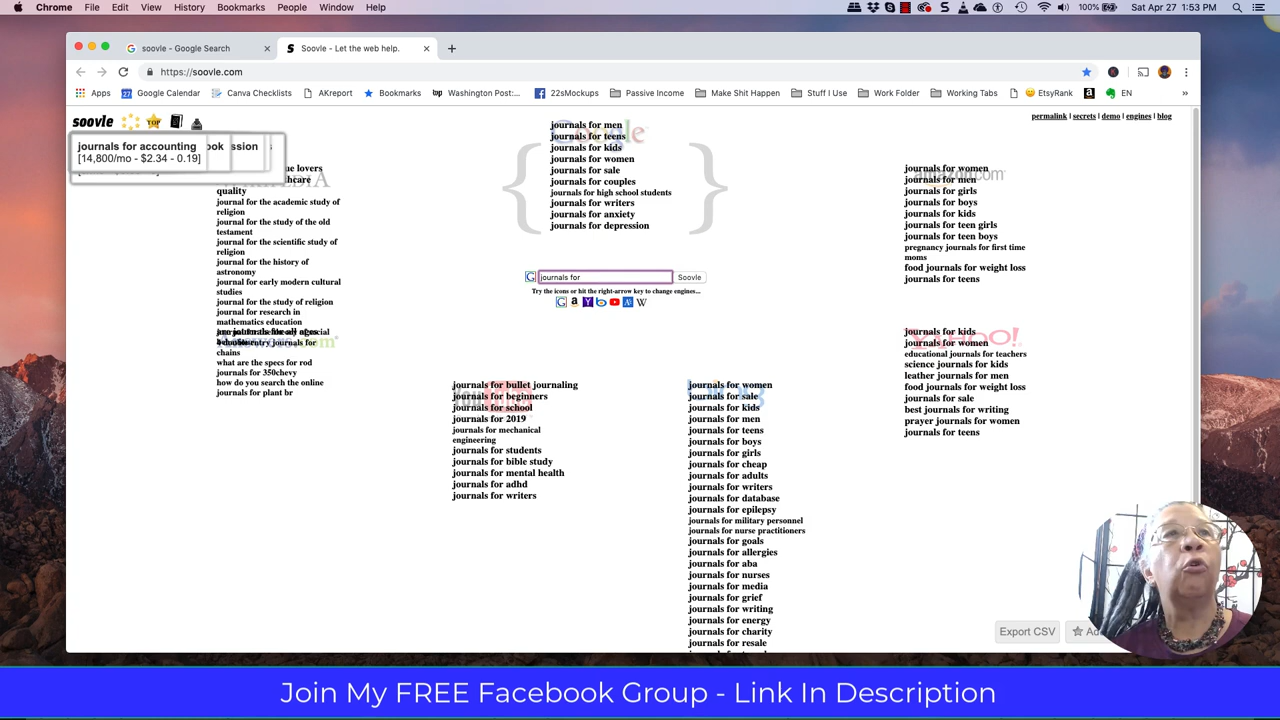 Chrome File Edit View History Bookmarks People Window Help
100% Sat Apr 27 1:53 PM
soovle - Google Search
Soovle - Let the web help.
https://soovle.com
Apps Google Calendar Canva Checklists AKreport Bookmarks Washington Post:... 22sMockups Passive Income Make Shit Happen Stuff I Use Work Folder Working Tabs EtsyRank EN »
soovle TOP
permalink | secrets | demo | engines | blog
journals for accounting
[14,800/mo - $2.34 - 0.19]
ook
ssion
s
ue lovers
hcare
quality
journal for the academic study of
religion
journal for the study of the old
testament
journal for the scientific study of
religion
journal for the history of
astronomy
journal for early modern cultural
studies
journal for the study of religion
journal for research in
mathematics education
chains
what are the specs for rod
journals for 350chevy
how do you search the online
journals for plant br
Google
journals for men
journals for teens
journals for kids
journals for women
journals for sale
journals for couples
journals for high school students
journals for writers
journals for anxiety
journals for depression
journals for
Soovle
Try the icons or hit the right-arrow key to change engines...
amazon.com
journals for women
journals for men
journals for girls
journals for boys
journals for kids
journals for teen girls
journals for teen boys
pregnancy journals for first time
moms
food journals for weight loss
journals for teens
YAHOO!
journals for kids
journals for women
educational journals for teachers
science journals for kids
leather journals for men
food journals for weight loss
journals for sale
best journals for writing
prayer journals for women
journals for teens
journals for bullet journaling
journals for beginners
journals for school
journals for 2019
journals for mechanical
engineering
journals for students
journals for bible study
journals for mental health
journals for adhd
journals for writers
journals for women
journals for sale
journals for kids
journals for men
journals for teens
journals for boys
journals for girls
journals for cheap
journals for adults
journals for writers
journals for database
journals for epilepsy
journals for military personnel
journals for nurse practitioners
journals for goals
journals for allergies
journals for aba
journals for nurses
journals for media
journals for grief
journals for writing
journals for energy
journals for charity
journals for resale
Export CSV
Join My FREE Facebook Group - Link In Description